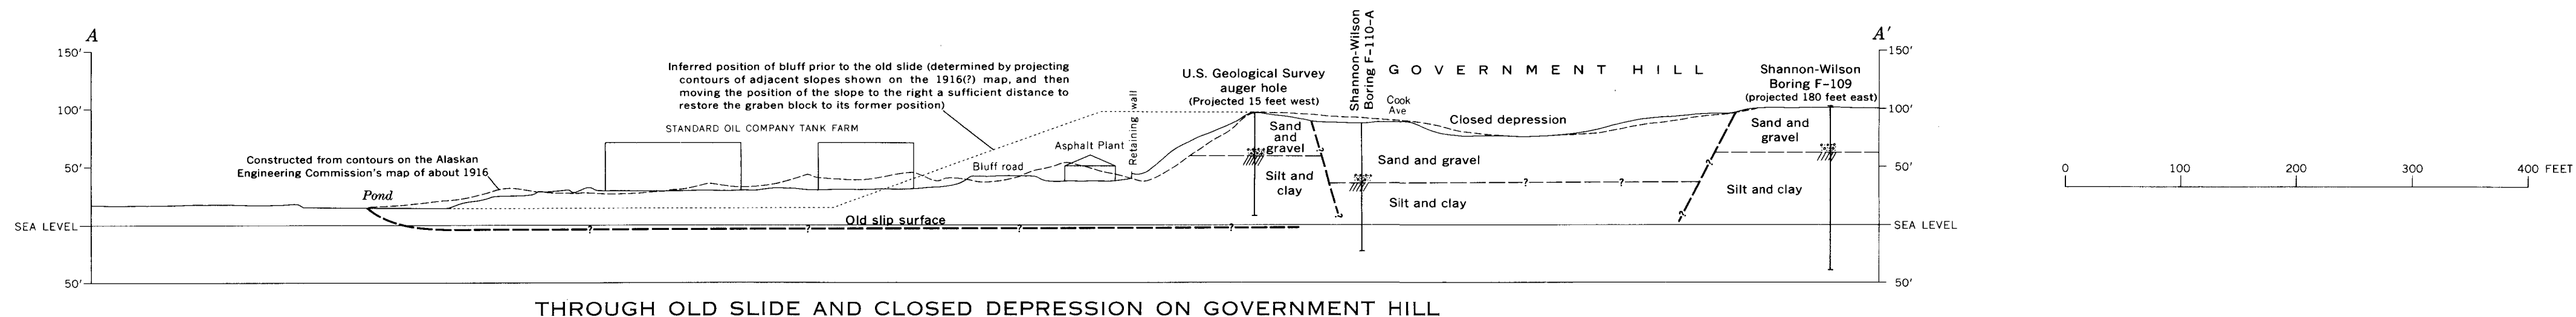 A
A'
150'
100'
50'
SEA LEVEL
50'
Constructed from contours on the Alaskan
Engineering Commission's map of about 1916
Pond
STANDARD OIL COMPANY TANK FARM
Inferred position of bluff prior to the old slide (determined by projecting
contours of adjacent slopes shown on the 1916(?) map, and then
moving the position of the slope to the right a sufficient distance to
restore the graben block to its former position)
Bluff road
Asphalt Plant
Retaining wall
Old slip surface
?
?
?
?
U.S. Geological Survey
auger hole
(Projected 15 feet west)
Sand
and
gravel
Silt and
clay
?
?
Shannon-Wilson
Boring F-110-A
GOVERNMENT HILL
Cook
Ave
Closed depression
Sand and gravel
?
?
Silt and clay
?
?
Shannon-Wilson
Boring F-109
(projected 180 feet east)
Sand and
gravel
Silt and clay
150'
100'
50'
SEA LEVEL
50'
0
100
200
300
400 FEET
THROUGH OLD SLIDE AND CLOSED DEPRESSION ON GOVERNMENT HILL